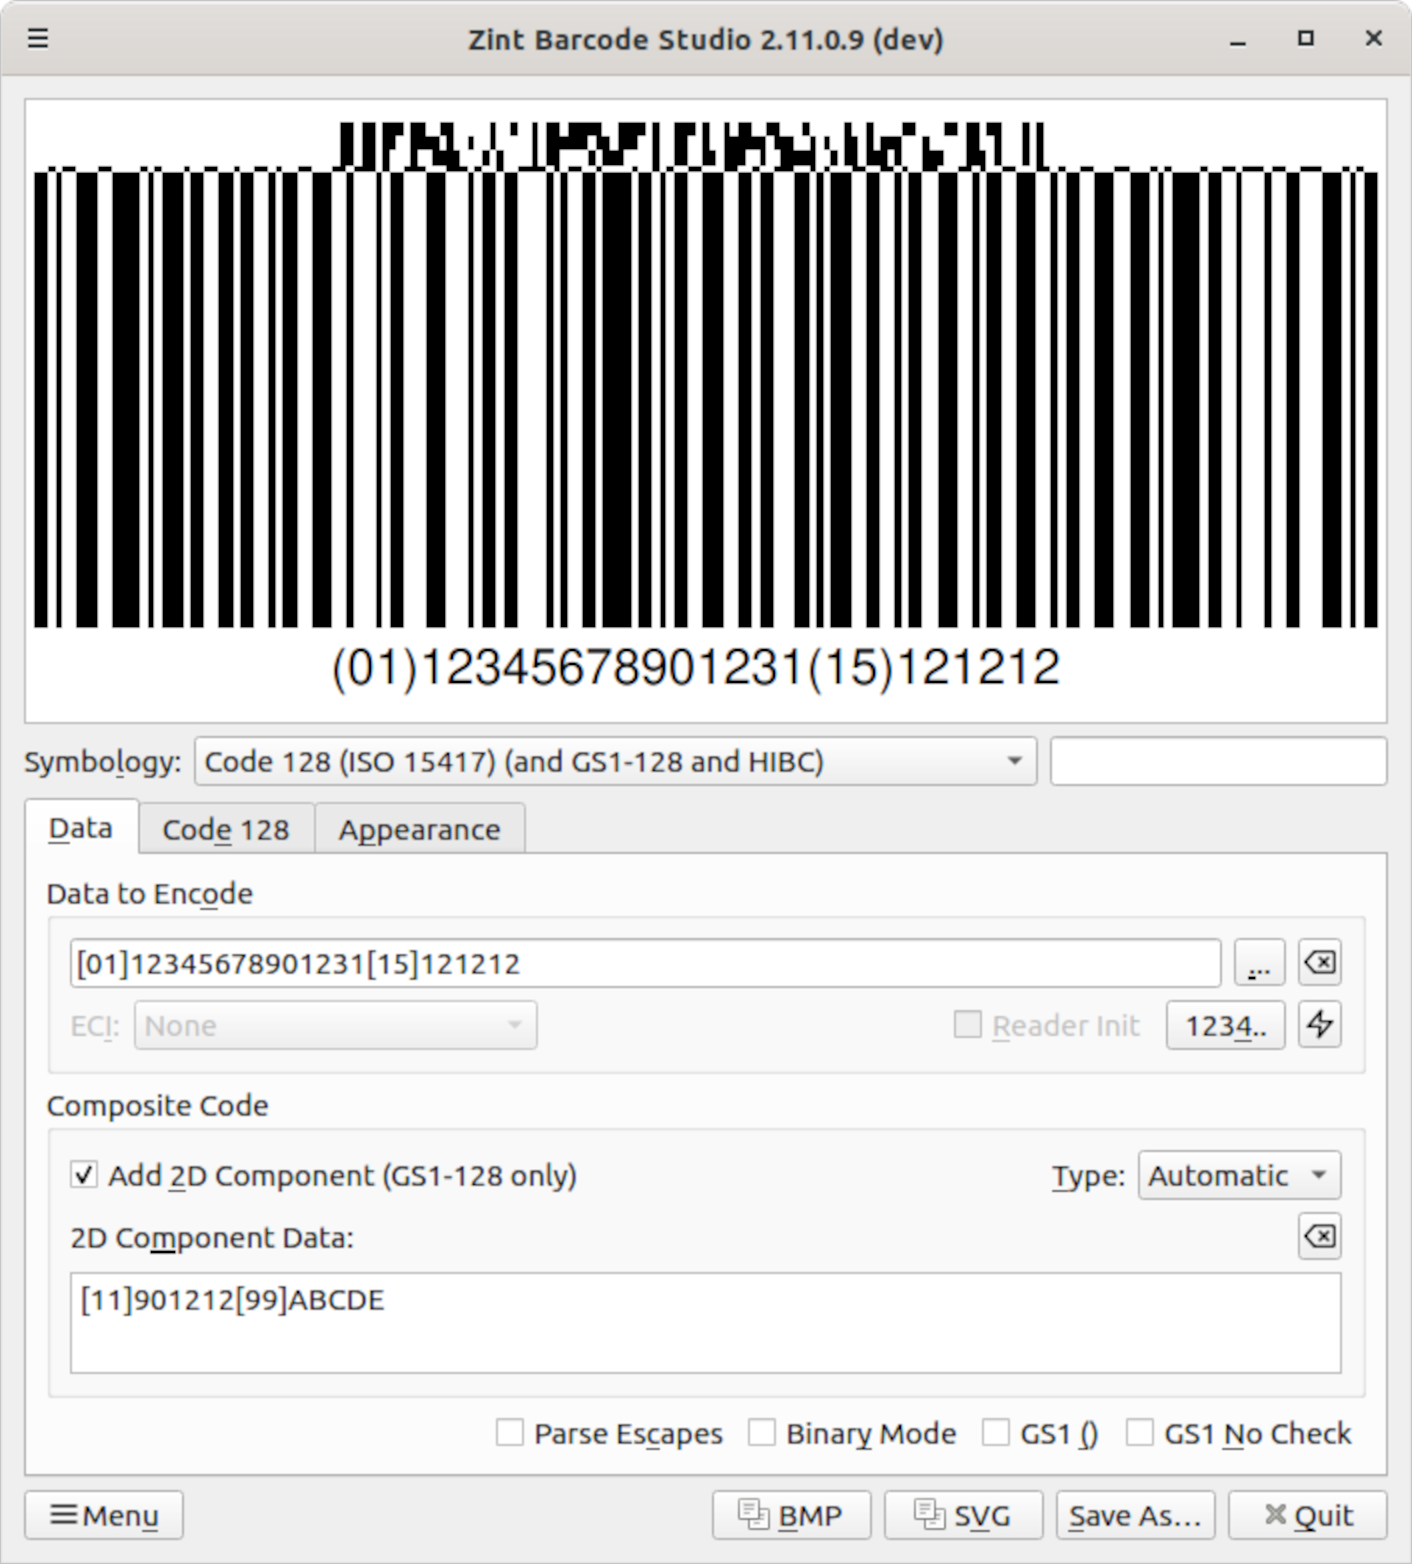 Zint Barcode Studio 2.11.0.9 (dev)
(01)12345678901231(15)121212
Symbology: Code 128 (ISO 15417) (and GS1-128 and HIBC)
Data Code 128 Appearance
Data to Encode
[01]12345678901231[15]121212 ...
ECI: None Reader Init 1234..
Composite Code
Add 2D Component (GS1-128 only) Type: Automatic
2D Component Data:
[11]901212[99]ABCDE
Parse Escapes Binary Mode GS1 () GS1 No Check
Menu BMP SVG Save As... Quit